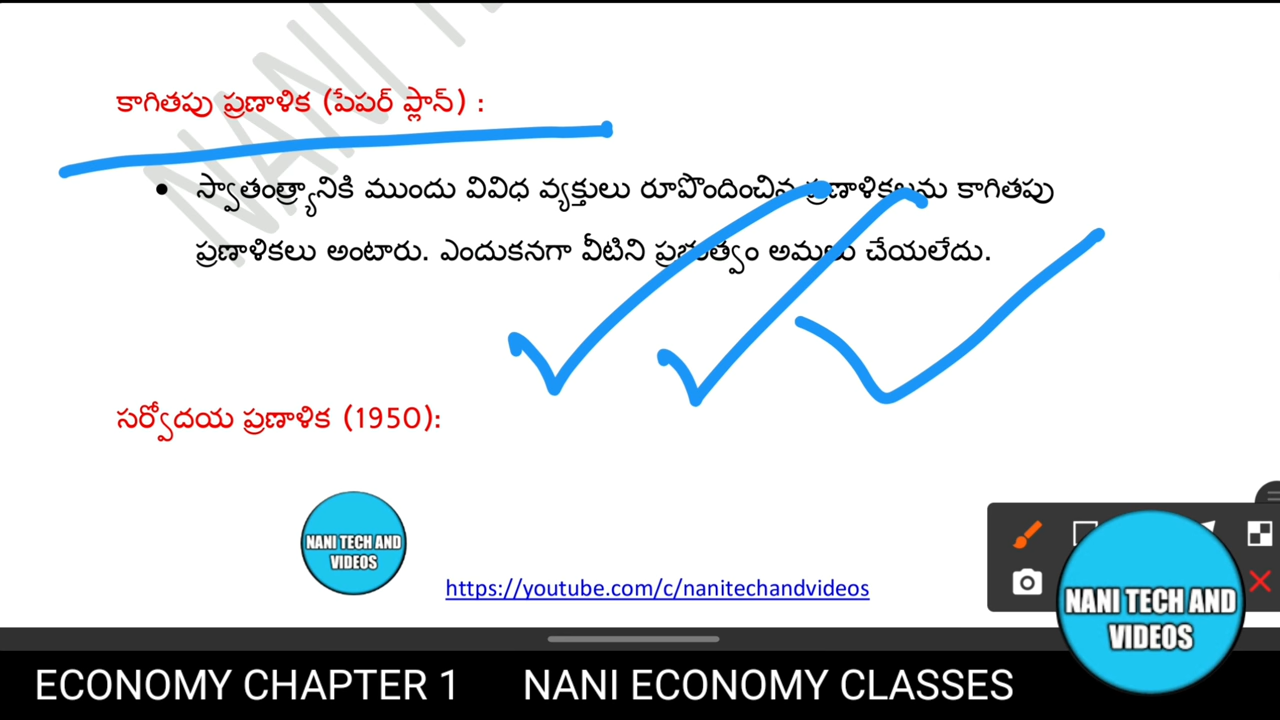 కాగితపు ప్రణాళిక (పేపర్ ప్లాన్) :
• స్వాతంత్ర్యానికి ముందు వివిధ వ్యక్తులు రూపొందించిన ప్రణాళికలను కాగితపు
ప్రణాళికలు అంటారు. ఎందుకనగా వీటిని ప్రభుత్వం అమలు చేయలేదు.
సర్వోదయ ప్రణాళిక (1950):
NANI TECH AND
VIDEOS
https://youtube.com/c/nanitechandvideos
NANI TECH AND
VIDEOS
ECONOMY CHAPTER 1 NANI ECONOMY CLASSES